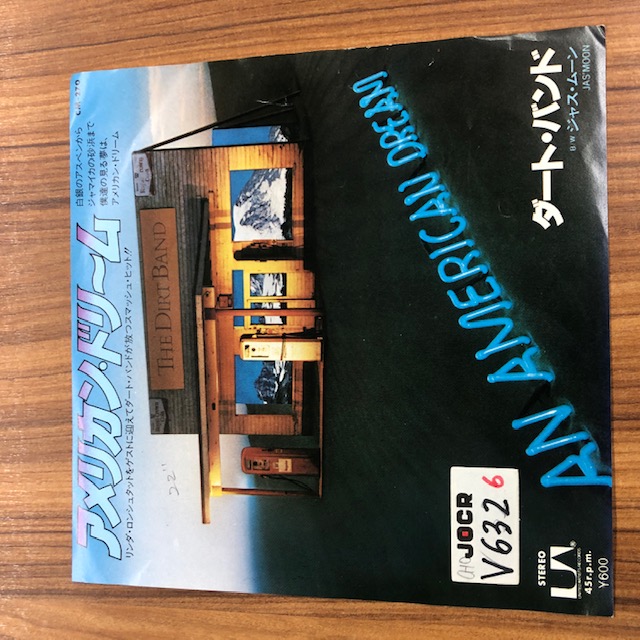 アメリカン・ドリーム
リンダ・ロンシュタットをゲストに迎えてダート・バンドが放つスマッシュ・ヒット!!
白銀のアスペンから
ジャマイカの砂浜まで
僕達の見る夢は、
アメリカン・ドリーム
THE DIRT BAND
22"
AN AMERICAN DREAM
ダート・バンド
B/W ジャス・ムーン
JAS'MOON
JOCR
V632 6
STEREO
UA
45r.p.m.
¥600